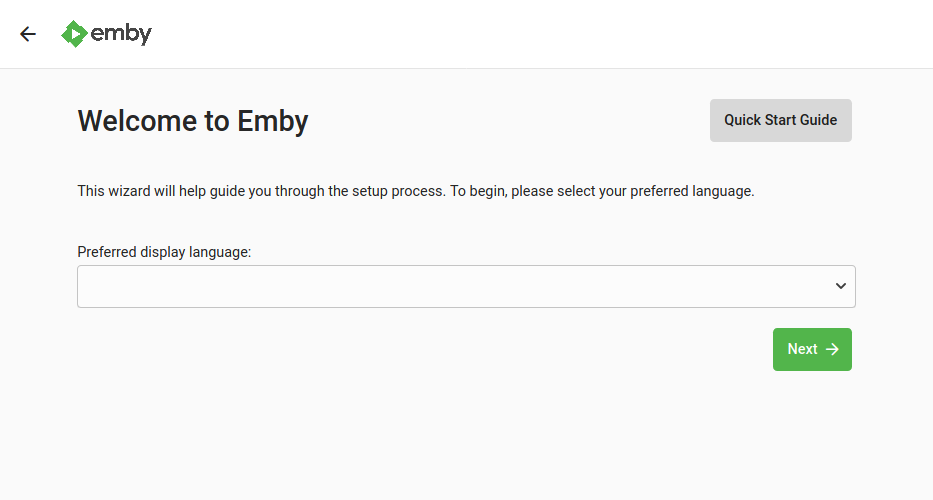 emby
Welcome to Emby
Quick Start Guide
This wizard will help guide you through the setup process. To begin, please select your preferred language.
Preferred display language:
Next